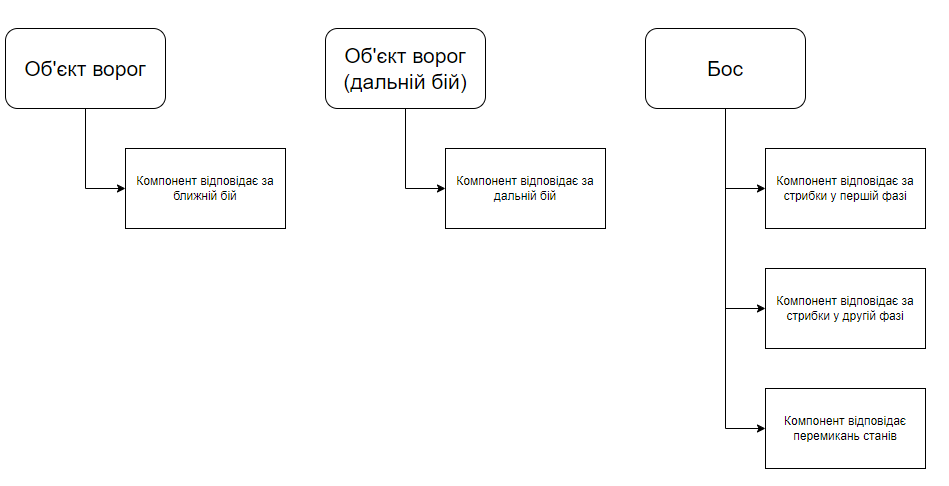 Об'єкт ворог
Об'єкт ворог
(дальній бій)
Бос
Компонент відповідає за
ближній бій
Компонент відповідає за
дальній бій
Компонент відповідає за
стрибки у першій фазі
Компонент відповідає за
стрибки у другій фазі
Компонент відповідає
перемикань станів